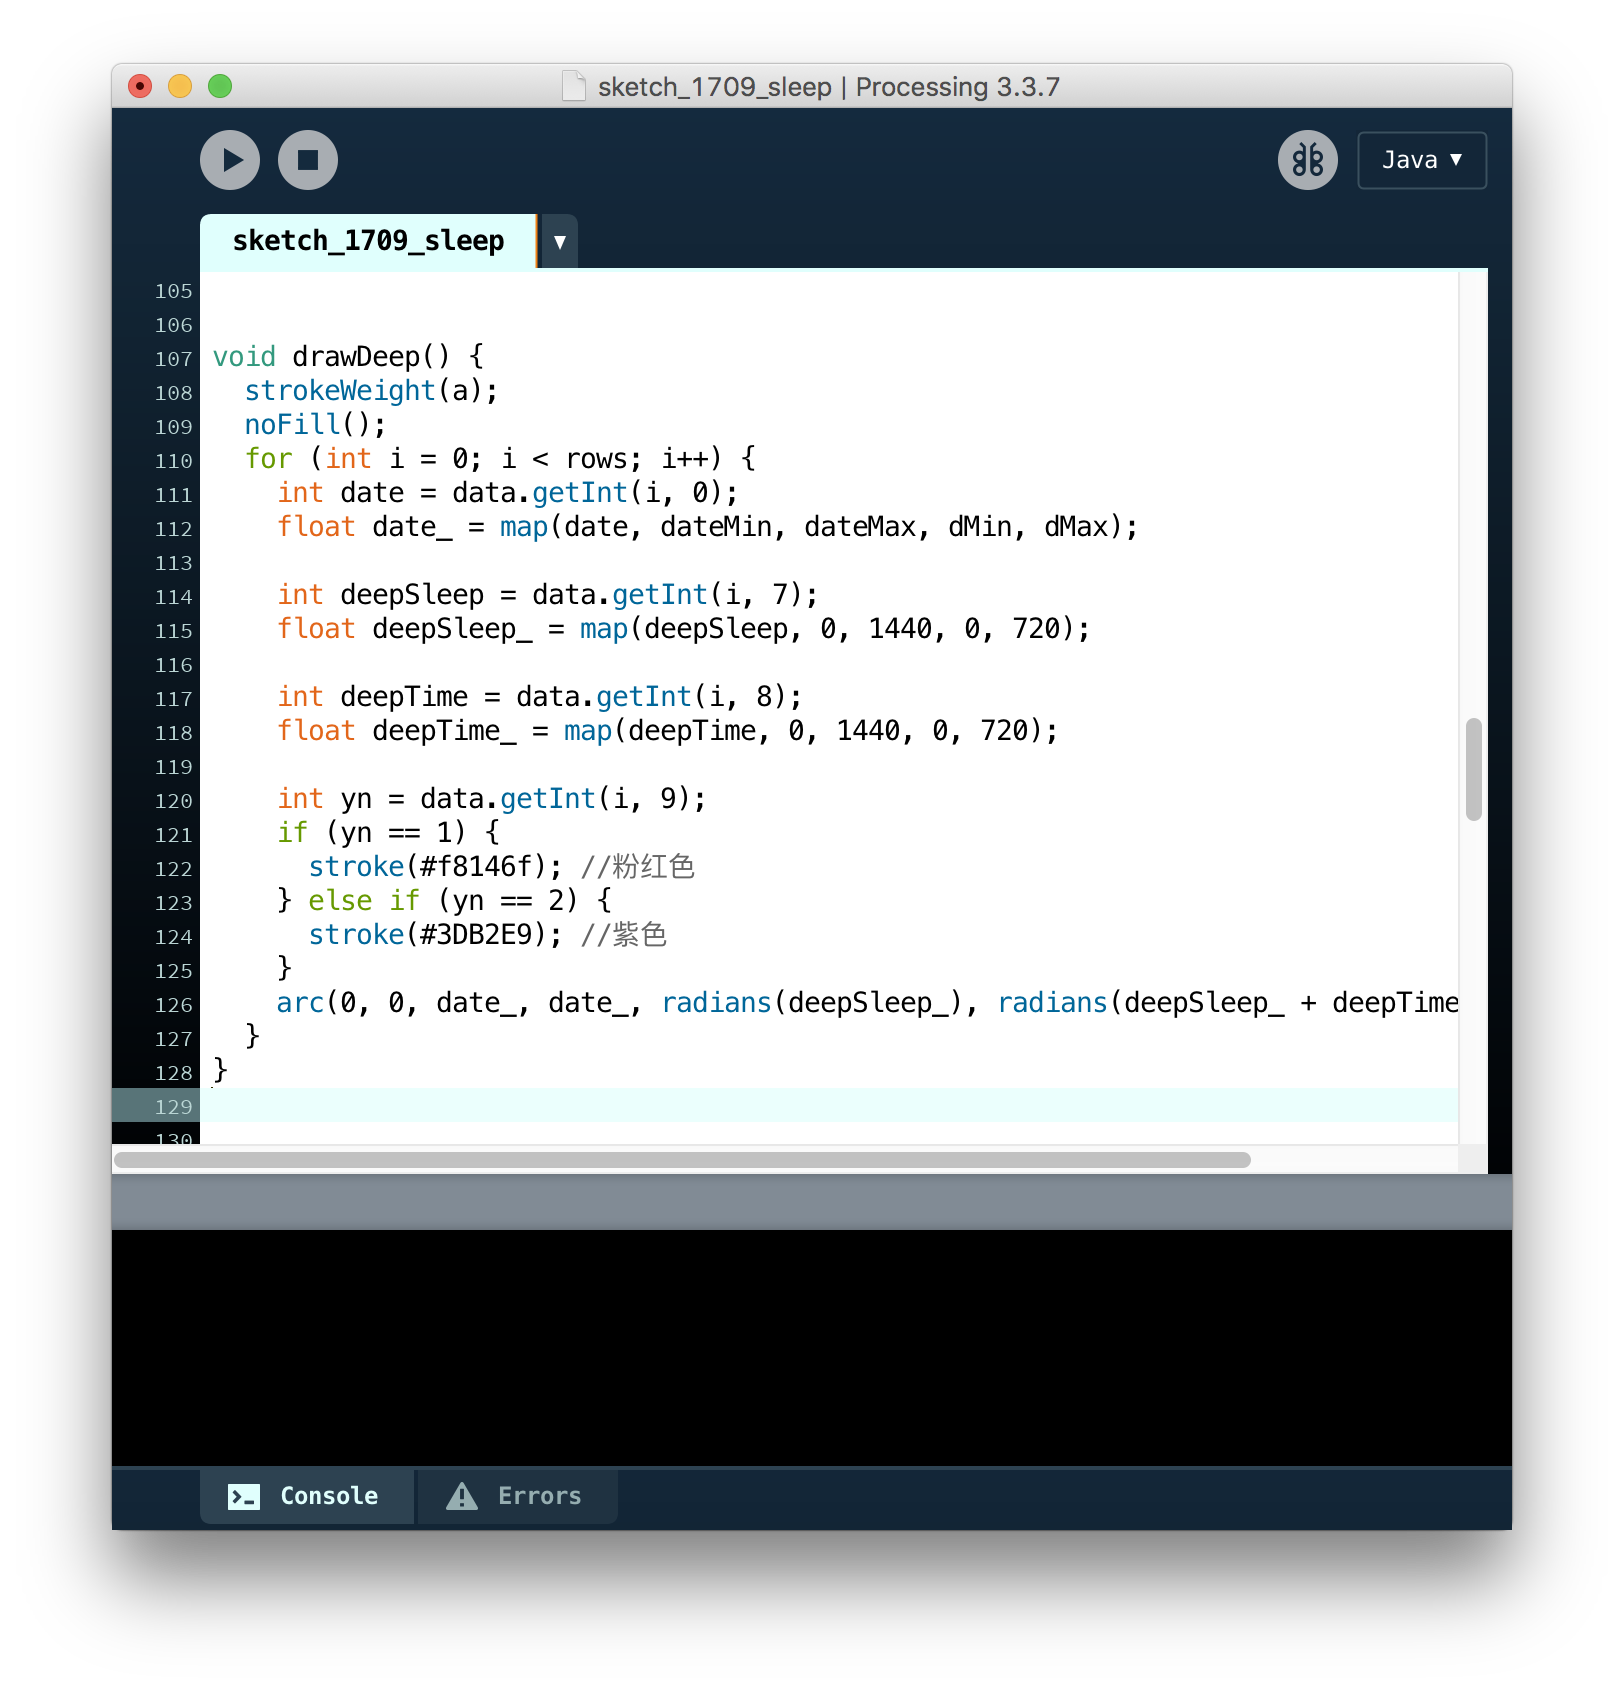 sketch_1709_sleep | Processing 3.3.7
Java ▼
sketch_1709_sleep ▼
105
106
107 void drawDeep() {
108   strokeWeight(a);
109   noFill();
110   for (int i = 0; i < rows; i++) {
111     int date = data.getInt(i, 0);
112     float date_ = map(date, dateMin, dateMax, dMin, dMax);
113
114     int deepSleep = data.getInt(i, 7);
115     float deepSleep_ = map(deepSleep, 0, 1440, 0, 720);
116
117     int deepTime = data.getInt(i, 8);
118     float deepTime_ = map(deepTime, 0, 1440, 0, 720);
119
120     int yn = data.getInt(i, 9);
121     if (yn == 1) {
122       stroke(#f8146f); //粉红色
123     } else if (yn == 2) {
124       stroke(#3DB2E9); //紫色
125     }
126     arc(0, 0, date_, date_, radians(deepSleep_), radians(deepSleep_ + deepTime
127   }
128 }
129
130
Console
Errors